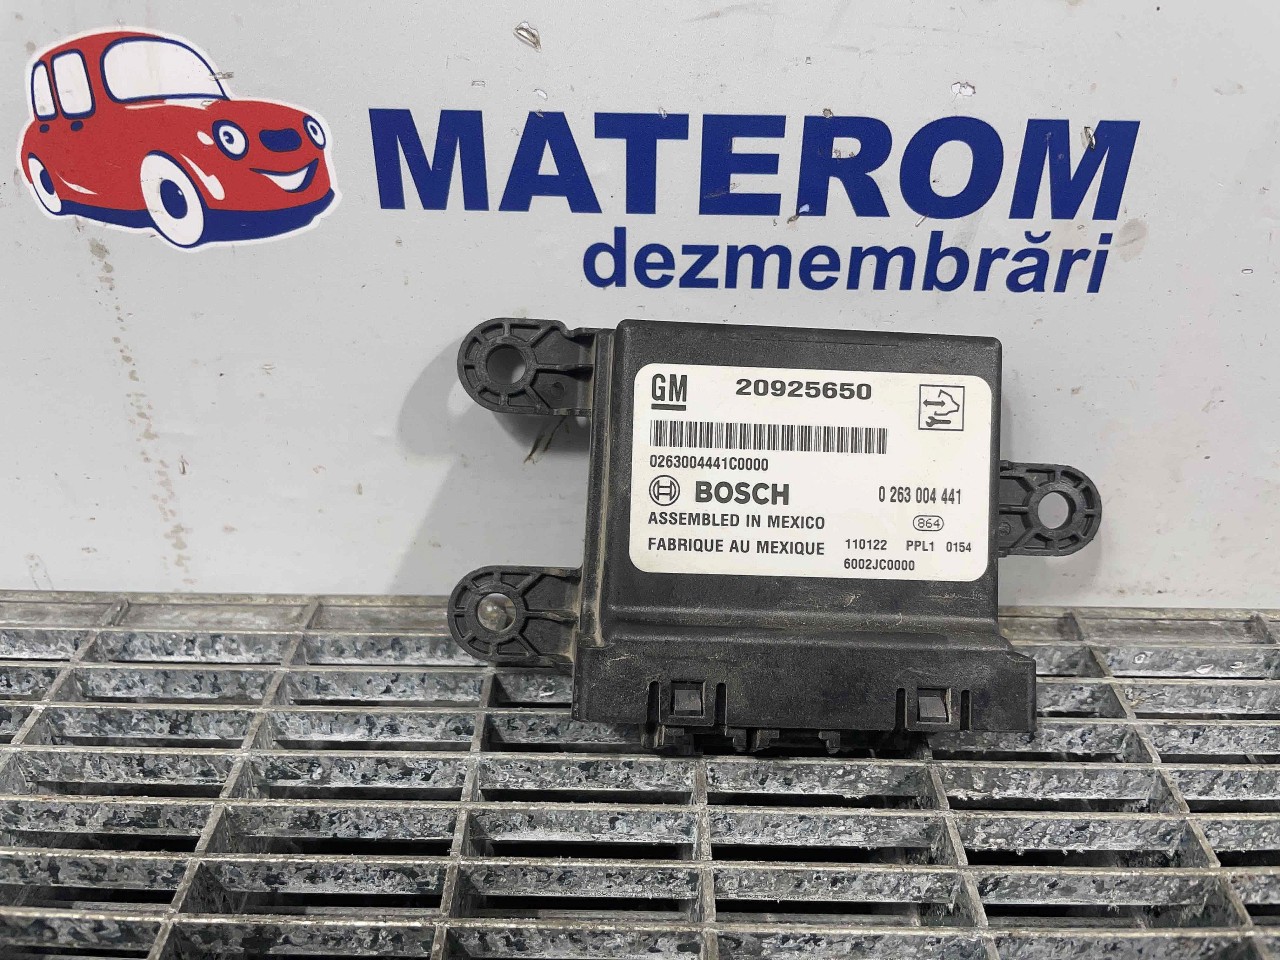 MATEROM
dezmembrări
GM 20925650
0263004441C0000
BOSCH 0 263 004 441
ASSEMBLED IN MEXICO 864
FABRIQUE AU MEXIQUE 110122 PPL1 0154
6002JC0000